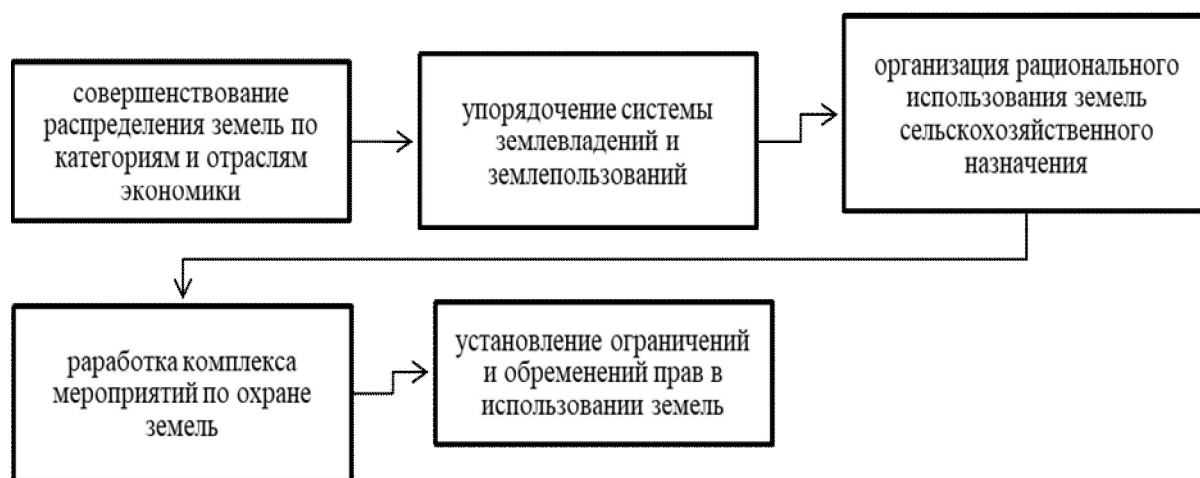 совершенствование
распределения земель по
категориям и отраслям
экономики
упорядочение системы
землевладений и
землепользований
организация рационального
использования земель
сельскохозяйственного
назначения
раработка комплекса
мероприятий по охране
земель
установление ограничений
и обременений прав в
использовании земель